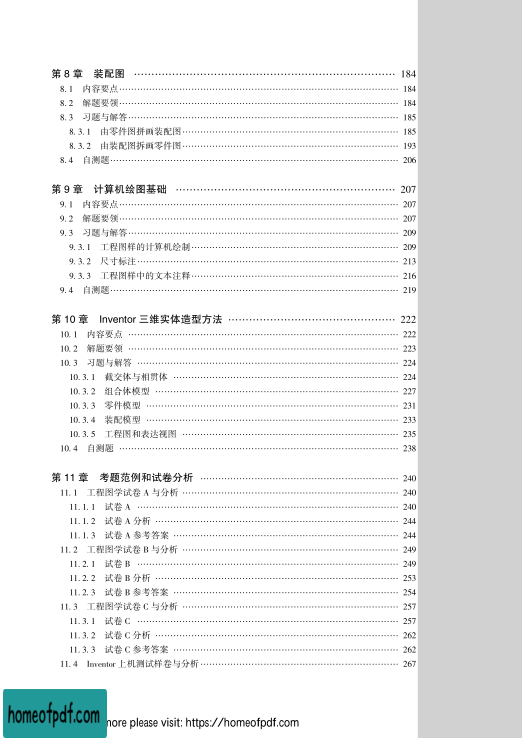 第 8 章 装配图 …… 184
8.1 内容要点 …… 184
8.2 解题要领 …… 184
8.3 习题与解答 …… 185
8.3.1 由零件图拼画装配图 …… 185
8.3.2 由装配图拆画零件图 …… 193
8.4 自测题 …… 206
第 9 章 计算机绘图基础 …… 207
9.1 内容要点 …… 207
9.2 解题要领 …… 207
9.3 习题与解答 …… 209
9.3.1 工程图样的计算机绘制 …… 209
9.3.2 尺寸标注 …… 213
9.3.3 工程图样中的文本注释 …… 216
9.4 自测题 …… 219
第 10 章 Inventor 三维实体造型方法 …… 222
10.1 内容要点 …… 222
10.2 解题要领 …… 223
10.3 习题与解答 …… 224
10.3.1 截交体与相贯体 …… 224
10.3.2 组合体模型 …… 227
10.3.3 零件模型 …… 231
10.3.4 装配模型 …… 233
10.3.5 工程图和表达视图 …… 235
10.4 自测题 …… 238
第 11 章 考题范例和试卷分析 …… 240
11.1 工程图学试卷 A 与分析 …… 240
11.1.1 试卷 A …… 240
11.1.2 试卷 A 分析 …… 244
11.1.3 试卷 A 参考答案 …… 244
11.2 工程图学试卷 B 与分析 …… 249
11.2.1 试卷 B …… 249
11.2.2 试卷 B 分析 …… 253
11.2.3 试卷 B 参考答案 …… 254
11.3 工程图学试卷 C 与分析 …… 257
11.3.1 试卷 C …… 257
11.3.2 试卷 C 分析 …… 262
11.3.3 试卷 C 参考答案 …… 262
11.4 Inventor 上机测试样卷与分析 …… 267
homeofpdf.com more please visit: https://homeofpdf.com